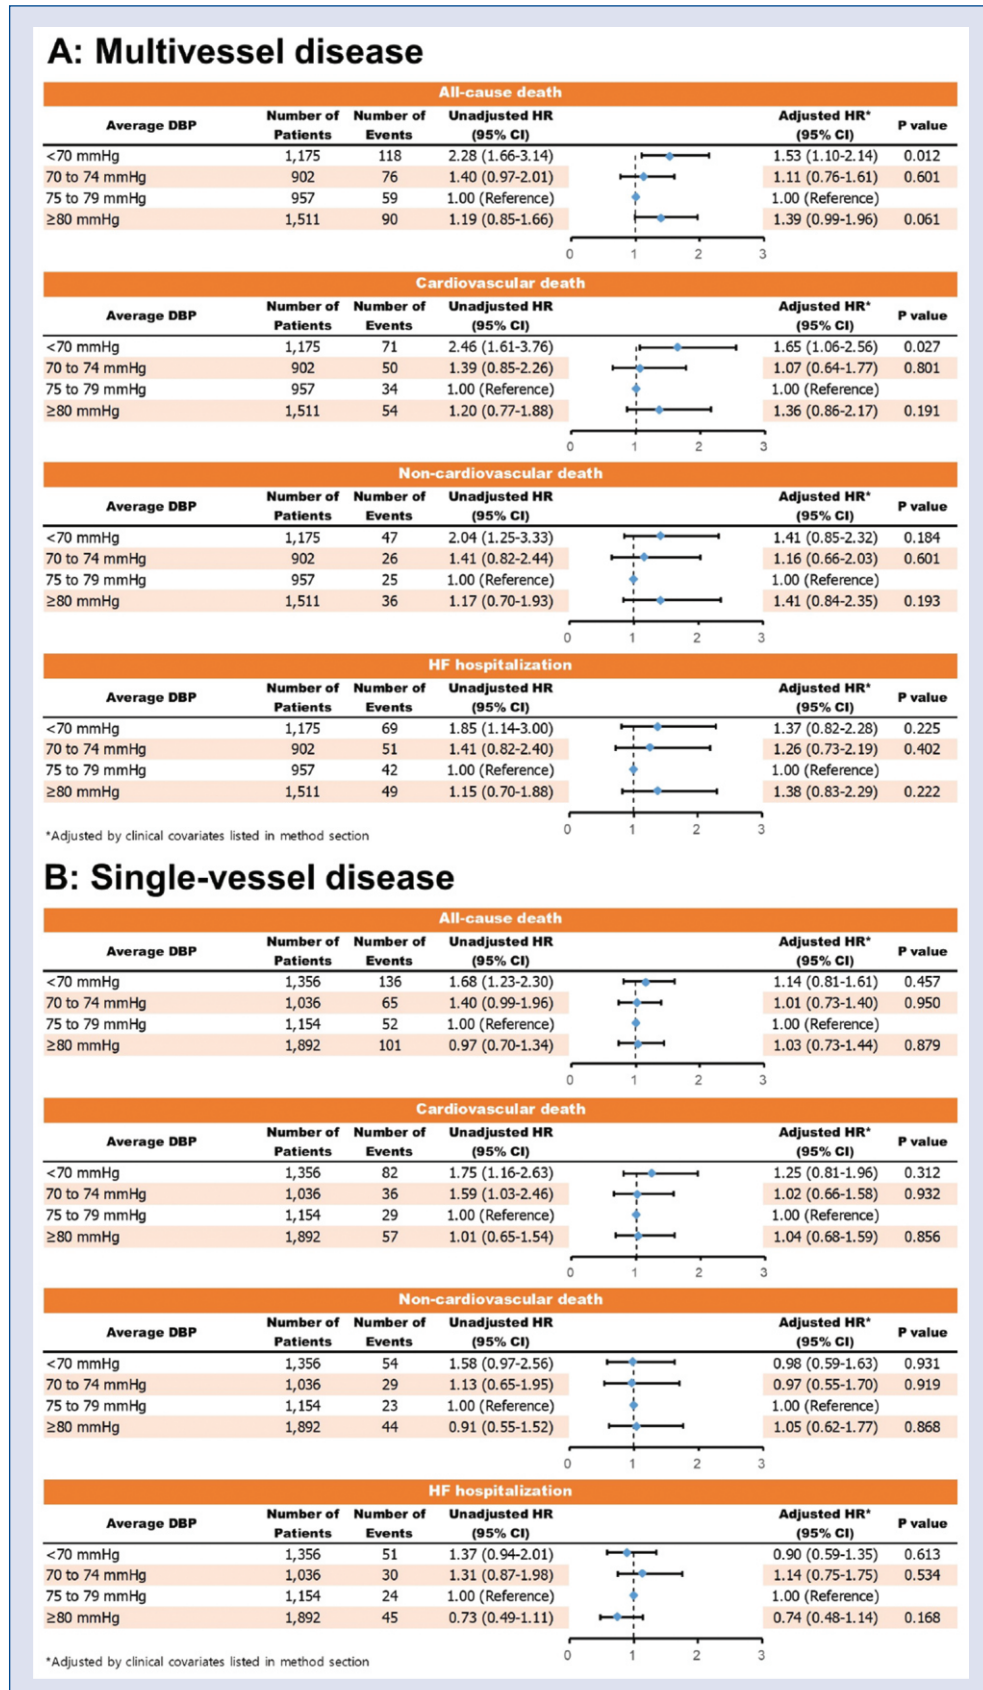 A: Multivessel disease
All-cause death
Average DBP Number of Patients Number of Events Unadjusted HR (95% CI) Adjusted HR* (95% CI) P value
<70 mmHg 1,175 118 2.28 (1.66-3.14) 1.53 (1.10-2.14) 0.012
70 to 74 mmHg 902 76 1.40 (0.97-2.01) 1.11 (0.76-1.61) 0.601
75 to 79 mmHg 957 59 1.00 (Reference) 1.00 (Reference)
≥80 mmHg 1,511 90 1.19 (0.85-1.66) 1.39 (0.99-1.96) 0.061
0 1 2 3
Cardiovascular death
Average DBP Number of Patients Number of Events Unadjusted HR (95% CI) Adjusted HR* (95% CI) P value
<70 mmHg 1,175 71 2.46 (1.61-3.76) 1.65 (1.06-2.56) 0.027
70 to 74 mmHg 902 50 1.39 (0.85-2.26) 1.07 (0.64-1.77) 0.801
75 to 79 mmHg 957 34 1.00 (Reference) 1.00 (Reference)
≥80 mmHg 1,511 54 1.20 (0.77-1.88) 1.36 (0.86-2.17) 0.191
0 1 2 3
Non-cardiovascular death
Average DBP Number of Patients Number of Events Unadjusted HR (95% CI) Adjusted HR* (95% CI) P value
<70 mmHg 1,175 47 2.04 (1.25-3.33) 1.41 (0.85-2.32) 0.184
70 to 74 mmHg 902 26 1.41 (0.82-2.44) 1.16 (0.66-2.03) 0.601
75 to 79 mmHg 957 25 1.00 (Reference) 1.00 (Reference)
≥80 mmHg 1,511 36 1.17 (0.70-1.93) 1.41 (0.84-2.35) 0.193
0 1 2 3
HF hospitalization
Average DBP Number of Patients Number of Events Unadjusted HR (95% CI) Adjusted HR* (95% CI) P value
<70 mmHg 1,175 69 1.85 (1.14-3.00) 1.37 (0.82-2.28) 0.225
70 to 74 mmHg 902 51 1.41 (0.82-2.40) 1.26 (0.73-2.19) 0.402
75 to 79 mmHg 957 42 1.00 (Reference) 1.00 (Reference)
≥80 mmHg 1,511 49 1.15 (0.70-1.88) 1.38 (0.83-2.29) 0.222
0 1 2 3
*Adjusted by clinical covariates listed in method section
B: Single-vessel disease
All-cause death
Average DBP Number of Patients Number of Events Unadjusted HR (95% CI) Adjusted HR* (95% CI) P value
<70 mmHg 1,356 136 1.68 (1.23-2.30) 1.14 (0.81-1.61) 0.457
70 to 74 mmHg 1,036 65 1.40 (0.99-1.96) 1.01 (0.73-1.40) 0.950
75 to 79 mmHg 1,154 52 1.00 (Reference) 1.00 (Reference)
≥80 mmHg 1,892 101 0.97 (0.70-1.34) 1.03 (0.73-1.44) 0.879
0 1 2 3
Cardiovascular death
Average DBP Number of Patients Number of Events Unadjusted HR (95% CI) Adjusted HR* (95% CI) P value
<70 mmHg 1,356 82 1.75 (1.16-2.63) 1.25 (0.81-1.96) 0.312
70 to 74 mmHg 1,036 36 1.59 (1.03-2.46) 1.02 (0.66-1.58) 0.932
75 to 79 mmHg 1,154 29 1.00 (Reference) 1.00 (Reference)
≥80 mmHg 1,892 57 1.01 (0.65-1.54) 1.04 (0.68-1.59) 0.856
0 1 2 3
Non-cardiovascular death
Average DBP Number of Patients Number of Events Unadjusted HR (95% CI) Adjusted HR* (95% CI) P value
<70 mmHg 1,356 54 1.58 (0.97-2.56) 0.98 (0.59-1.63) 0.931
70 to 74 mmHg 1,036 29 1.13 (0.65-1.95) 0.97 (0.55-1.70) 0.919
75 to 79 mmHg 1,154 23 1.00 (Reference) 1.00 (Reference)
≥80 mmHg 1,892 44 0.91 (0.55-1.52) 1.05 (0.62-1.77) 0.868
0 1 2 3
HF hospitalization
Average DBP Number of Patients Number of Events Unadjusted HR (95% CI) Adjusted HR* (95% CI) P value
<70 mmHg 1,356 51 1.37 (0.94-2.01) 0.90 (0.59-1.35) 0.613
70 to 74 mmHg 1,036 30 1.31 (0.87-1.98) 1.14 (0.75-1.75) 0.534
75 to 79 mmHg 1,154 24 1.00 (Reference) 1.00 (Reference)
≥80 mmHg 1,892 45 0.73 (0.49-1.11) 0.74 (0.48-1.14) 0.168
0 1 2 3
*Adjusted by clinical covariates listed in method section